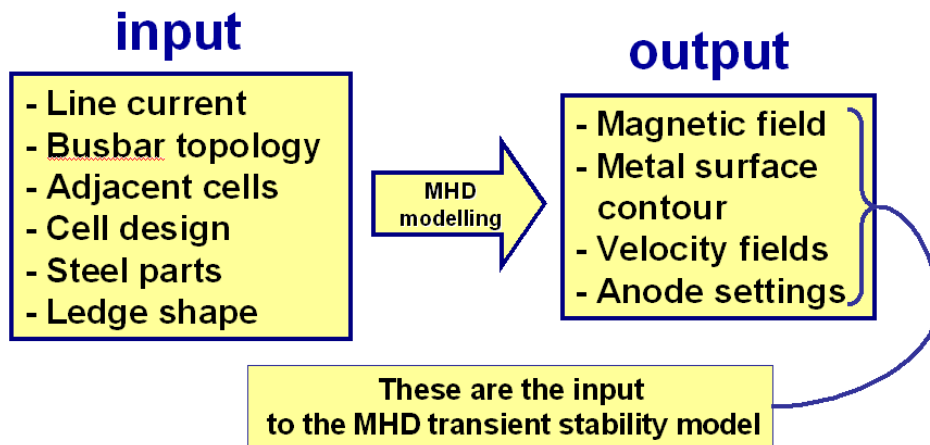 input
- Line current
- Busbar topology
- Adjacent cells
- Cell design
- Steel parts
- Ledge shape
MHD
modelling
output
- Magnetic field
- Metal surface
contour
- Velocity fields
- Anode settings
These are the input
to the MHD transient stability model